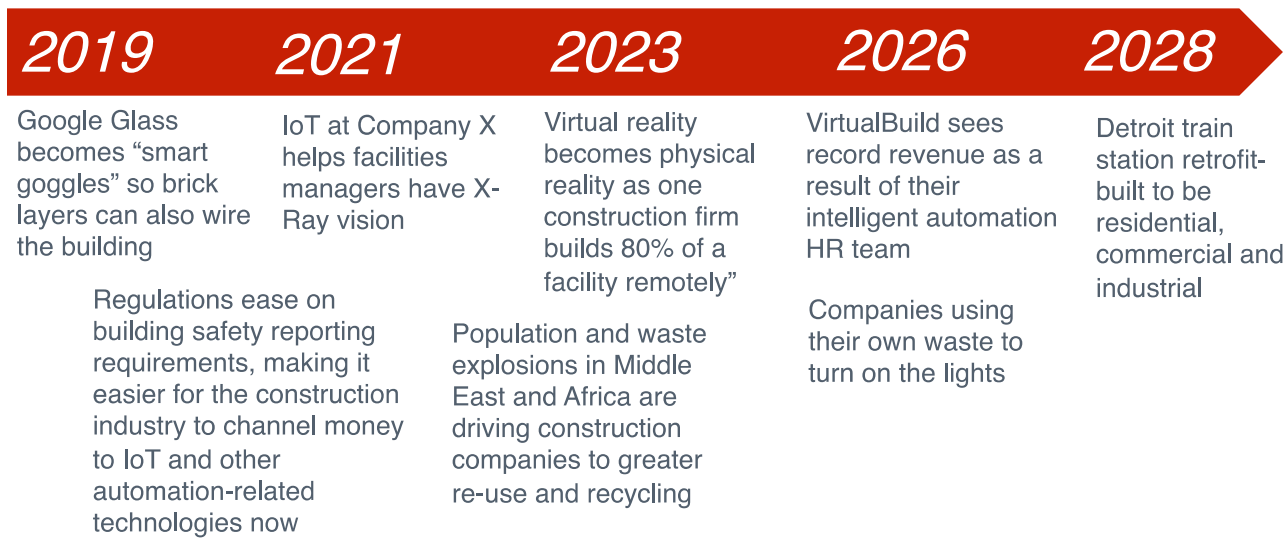 2019
2021
2023
2026
2028
Google Glass
becomes “smart
goggles” so brick
layers can also wire
the building
IoT at Company X
helps facilities
managers have X-
Ray vision
Virtual reality
becomes physical
reality as one
construction firm
builds 80% of a
facility remotely”
VirtualBuild sees
record revenue as a
result of their
intelligent automation
HR team
Detroit train
station retrofit-
built to be
residential,
commercial and
industrial
Regulations ease on
building safety reporting
requirements, making it
easier for the construction
industry to channel money
to IoT and other
automation-related
technologies now
Population and waste
explosions in Middle
East and Africa are
driving construction
companies to greater
re-use and recycling
Companies using
their own waste to
turn on the lights